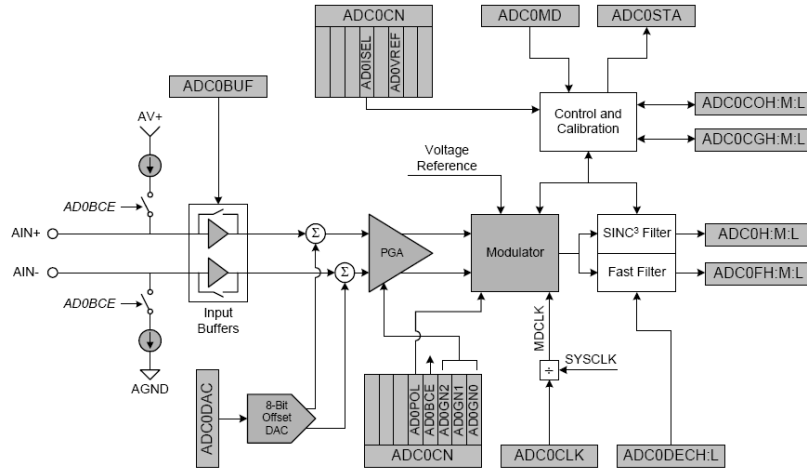 ADC0CN
AD0ISEL
AD0VREF
ADC0MD
ADC0STA
ADC0BUF
Control and
Calibration
ADC0COH:M:L
ADC0CGH:M:L
AV+
Voltage
Reference
AD0BCE
AIN+
Σ
PGA
Modulator
SINC³ Filter
ADC0H:M:L
AIN-
Σ
Fast Filter
ADC0FH:M:L
AD0BCE
Input
Buffers
AGND
MDCLK
SYSCLK
÷
ADC0DAC
8-Bit
Offset
DAC
AD0POL
AD0BCE
AD0GN2
AD0GN1
AD0GN0
ADC0CN
ADC0CLK
ADC0DECH:L